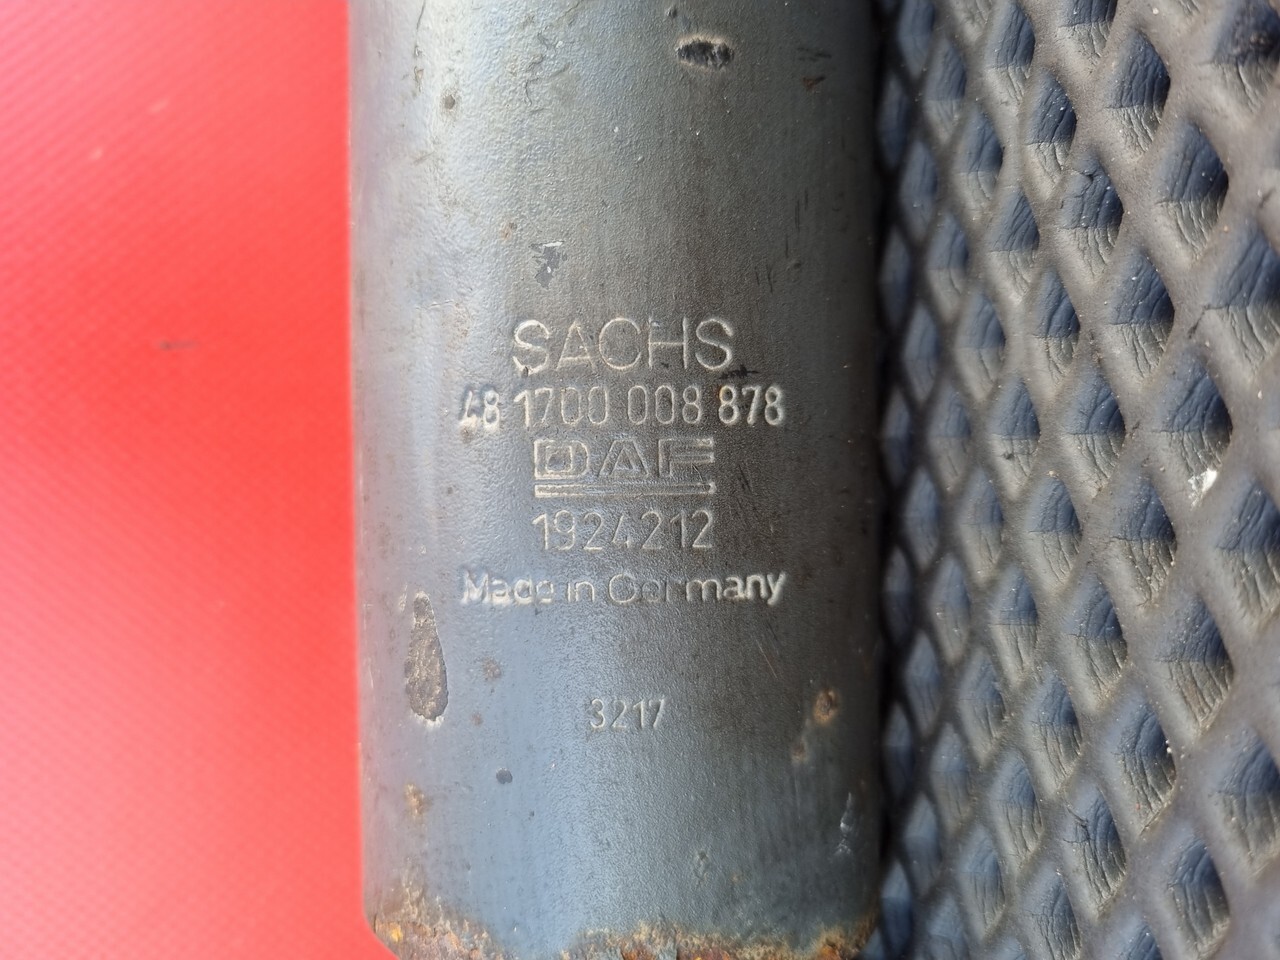 SACHS
48 1700 008 878
DAF
1924212
Made in Germany
3217